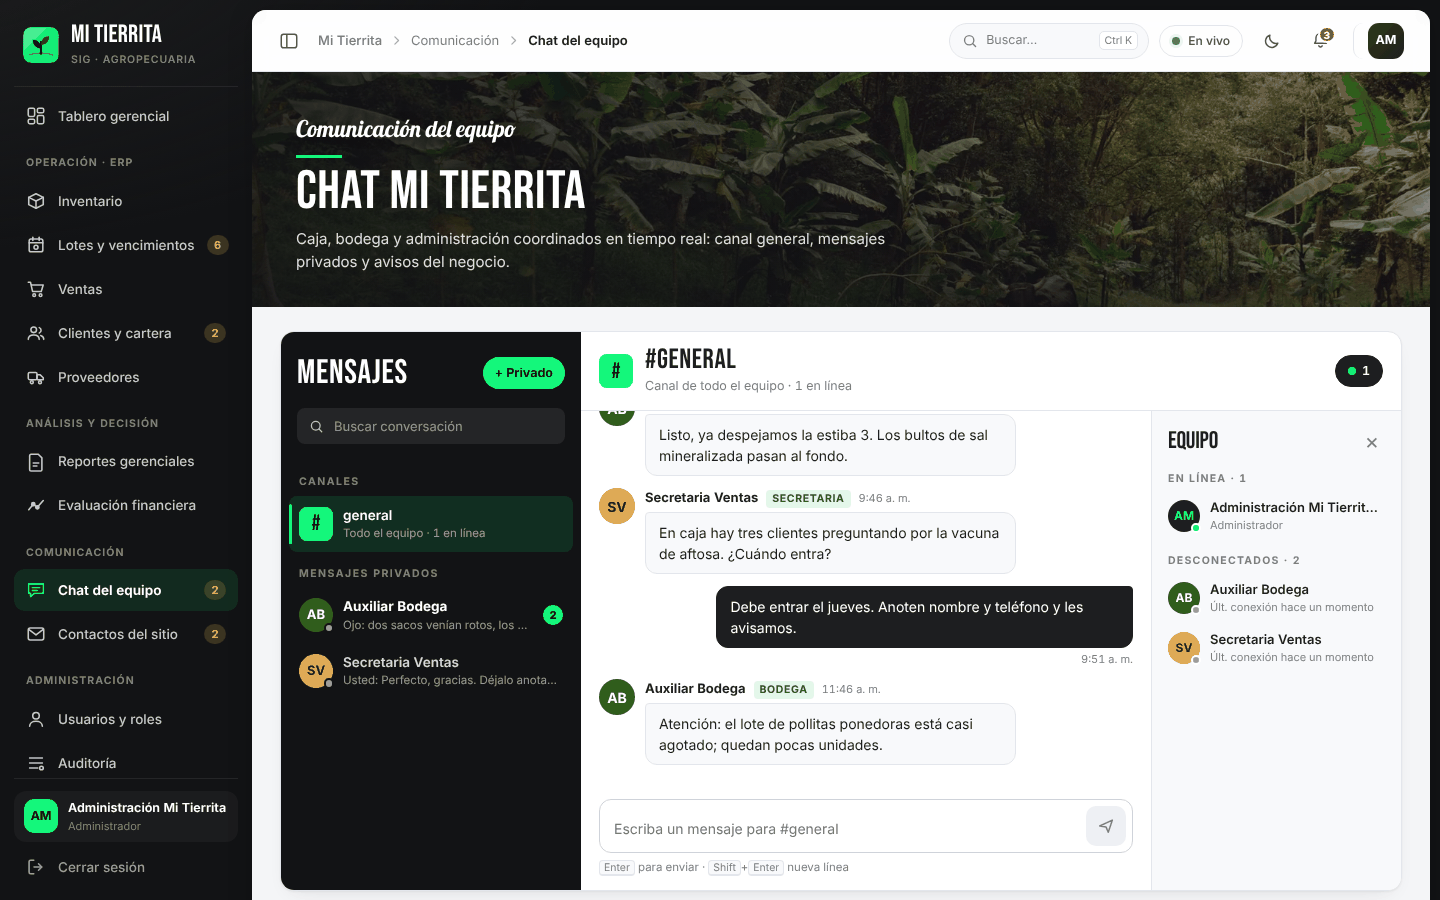 MI TIERRITA
SIG · AGROPECUARIA
Tablero gerencial
OPERACIÓN · ERP
Inventario
Lotes y vencimientos 6
Ventas
Clientes y cartera 2
Proveedores
ANÁLISIS Y DECISIÓN
Reportes gerenciales
Evaluación financiera
COMUNICACIÓN
Chat del equipo 2
Contactos del sitio 2
ADMINISTRACIÓN
Usuarios y roles
Auditoría
AM
Administración Mi Tierrita
Administrador
Cerrar sesión
Mi Tierrita > Comunicación > Chat del equipo
Buscar... Ctrl K
En vivo
3
AM
Comunicación del equipo
CHAT MI TIERRITA
Caja, bodega y administración coordinados en tiempo real: canal general, mensajes
privados y avisos del negocio.
MENSAJES
+ Privado
Buscar conversación
CANALES
#
general
Todo el equipo · 1 en línea
MENSAJES PRIVADOS
AB
Auxiliar Bodega
Ojo: dos sacos venían rotos, los ...
2
SV
Secretaria Ventas
Usted: Perfecto, gracias. Déjalo anota...
#
#GENERAL
Canal de todo el equipo · 1 en línea
1
AB
Listo, ya despejamos la estiba 3. Los bultos de sal
mineralizada pasan al fondo.
SV
Secretaria Ventas SECRETARIA 9:46 a. m.
En caja hay tres clientes preguntando por la vacuna
de aftosa. ¿Cuándo entra?
Debe entrar el jueves. Anoten nombre y teléfono y les
avisamos.
9:51 a. m.
AB
Auxiliar Bodega BODEGA 11:46 a. m.
Atención: el lote de pollitas ponedoras está casi
agotado; quedan pocas unidades.
Escriba un mensaje para #general
Enter para enviar · Shift+Enter nueva línea
EQUIPO
EN LÍNEA · 1
AM
Administración Mi Tierrit...
Administrador
DESCONECTADOS · 2
AB
Auxiliar Bodega
Últ. conexión hace un momento
SV
Secretaria Ventas
Últ. conexión hace un momento